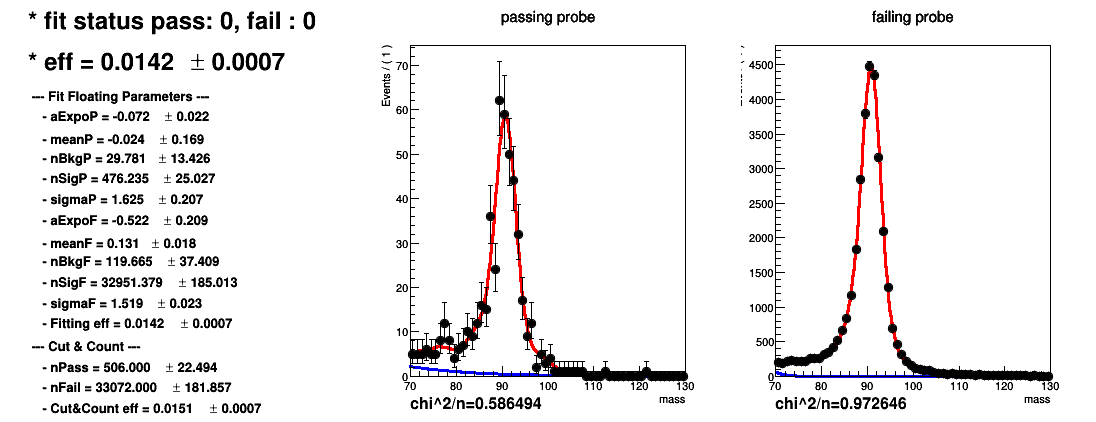 * fit status pass: 0, fail : 0
* eff = 0.0142 ± 0.0007
--- Fit Floating Parameters ---
- aExpoP = -0.072 ± 0.022
- meanP = -0.024 ± 0.169
- nBkgP = 29.781 ± 13.426
- nSigP = 476.235 ± 25.027
- sigmaP = 1.625 ± 0.207
- aExpoF = -0.522 ± 0.209
- meanF = 0.131 ± 0.018
- nBkgF = 119.665 ± 37.409
- nSigF = 32951.379 ± 185.013
- sigmaF = 1.519 ± 0.023
- Fitting eff = 0.0142 ± 0.0007
--- Cut & Count ---
- nPass = 506.000 ± 22.494
- nFail = 33072.000 ± 181.857
- Cut&Count eff = 0.0151 ± 0.0007
passing probe
Events / ( 1 )
70
60
50
40
30
20
10
0
70 80 90 100 110 120 130
mass
chi^2/n=0.586494
failing probe
4500
4000
3500
3000
2500
2000
1500
1000
500
0
70 80 90 100 110 120 130
mass
chi^2/n=0.972646